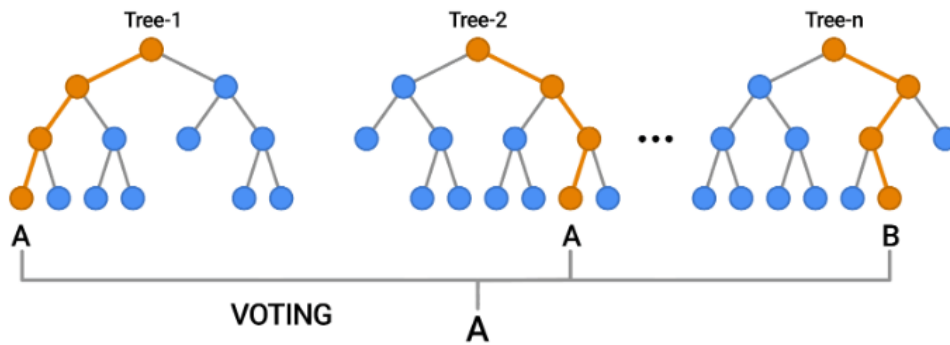 Tree-1 Tree-2 Tree-n
...
A A B
VOTING
A